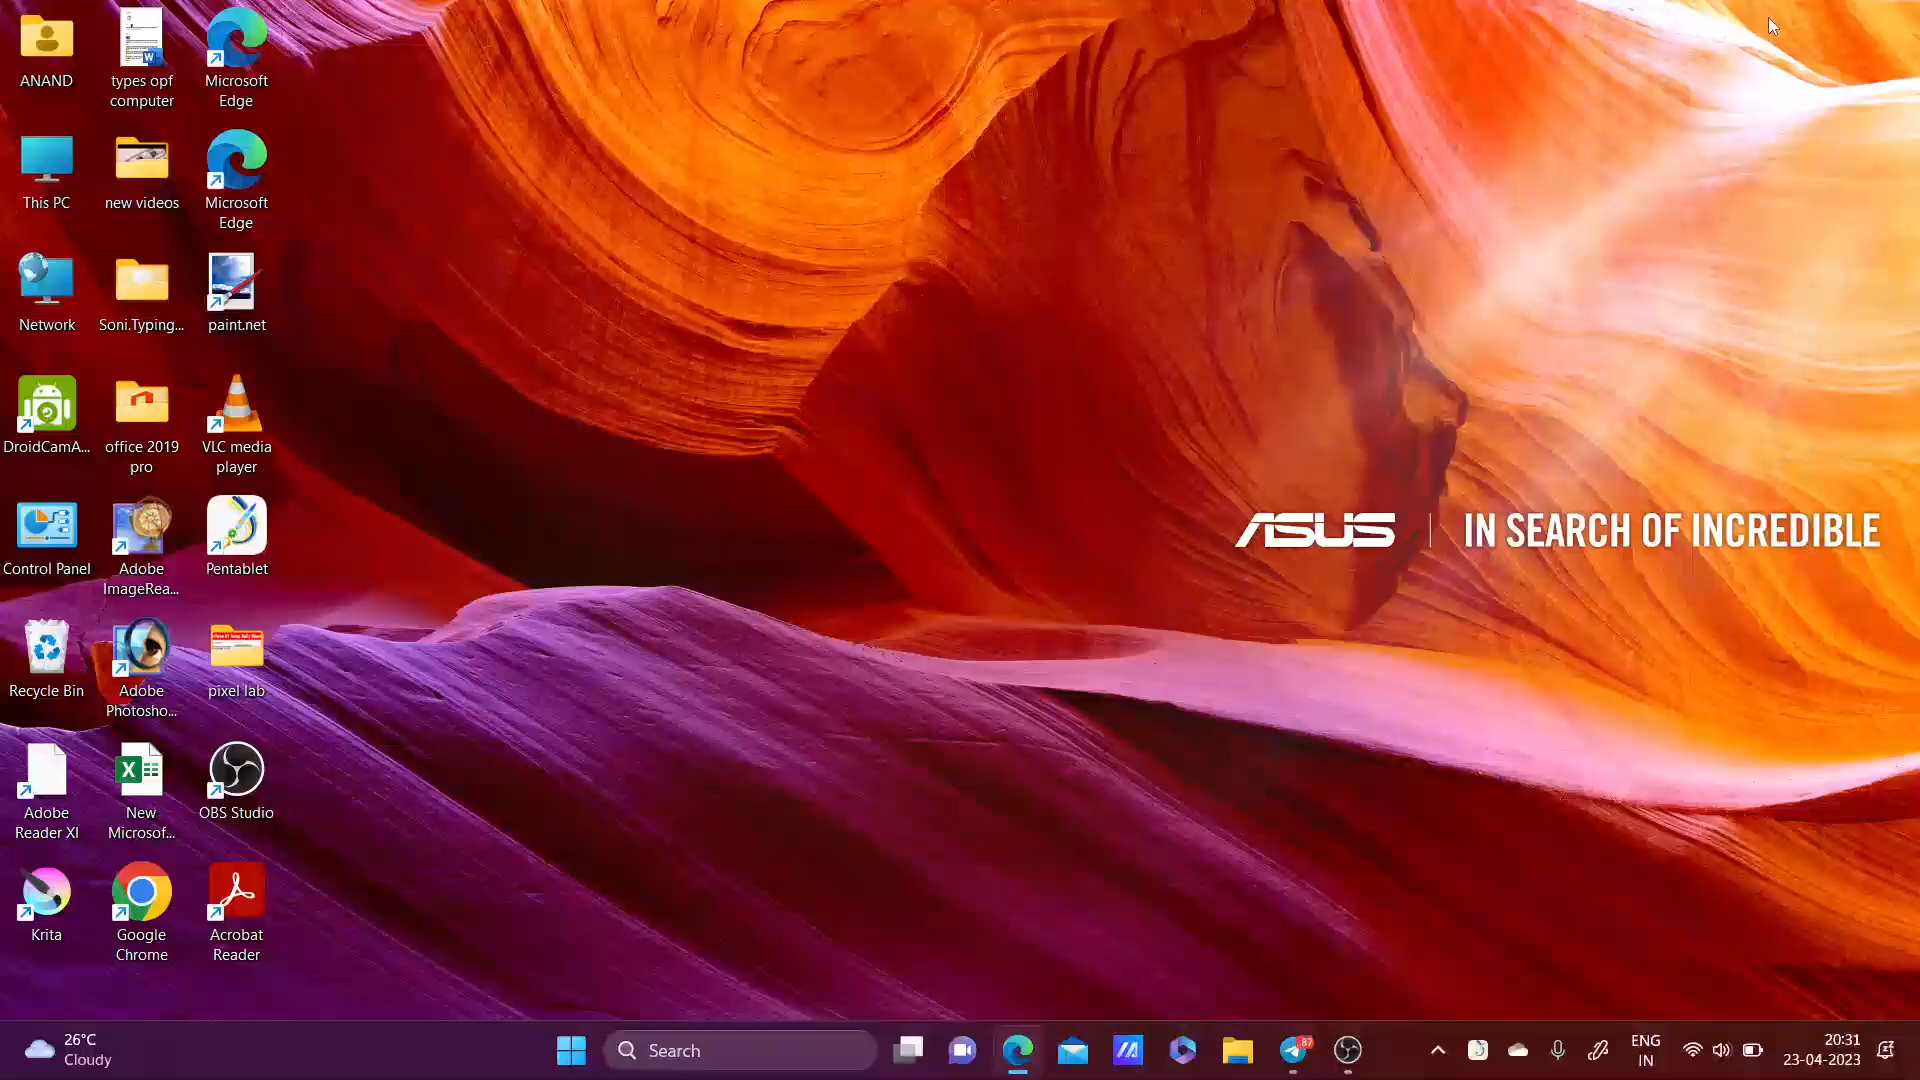 ANAND
types opf
computer
Microsoft
Edge
This PC
new videos
Microsoft
Edge
Network
Soni.Typing...
paint.net
DroidCamA...
office 2019
pro
VLC media
player
Control Panel
Adobe
ImageRea...
Pentablet
ASUS | IN SEARCH OF INCREDIBLE
Recycle Bin
Adobe
Photosho...
pixel lab
Adobe
Reader XI
New
Microsof...
OBS Studio
Krita
Google
Chrome
Acrobat
Reader
26°C
Cloudy
Search
87
ENG
IN
20:31
23-04-2023